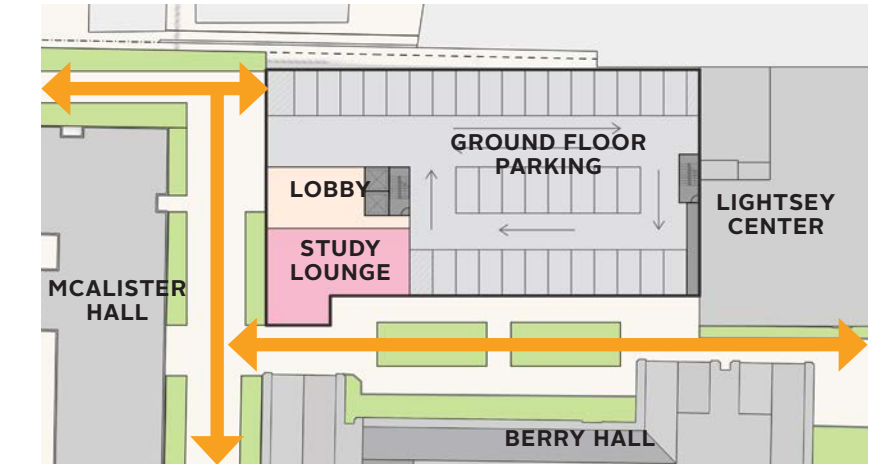 GROUND FLOOR
PARKING
LOBBY
LIGHTSEY
CENTER
STUDY
LOUNGE
MCALISTER
HALL
BERRY HALL